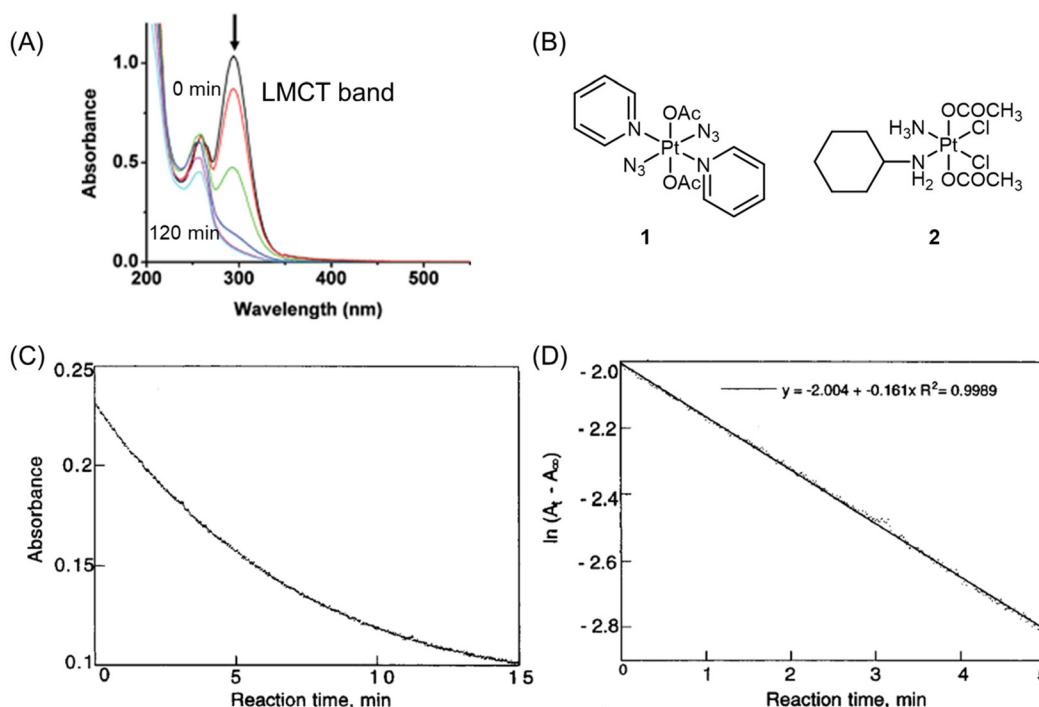 (A)
1.0
0.5
0.0
Absorbance
0 min
LMCT band
120 min
200 300 400 500
Wavelength (nm)
(B)
N
OAc
N₃
Pt
N₃
N
OAc
1
OCOCH₃
H₃N
Cl
Pt
Cl
N
H₂
OCOCH₃
2
(C)
0.25
0.2
0.15
0.1
Absorbance
0 5 10 15
Reaction time, min
(D)
- 2.0
- 2.2
- 2.4
- 2.6
- 2.8
ln (Aₜ - A∞)
y = -2.004 + -0.161x R² = 0.9989
0 1 2 3 4 5
Reaction time, min